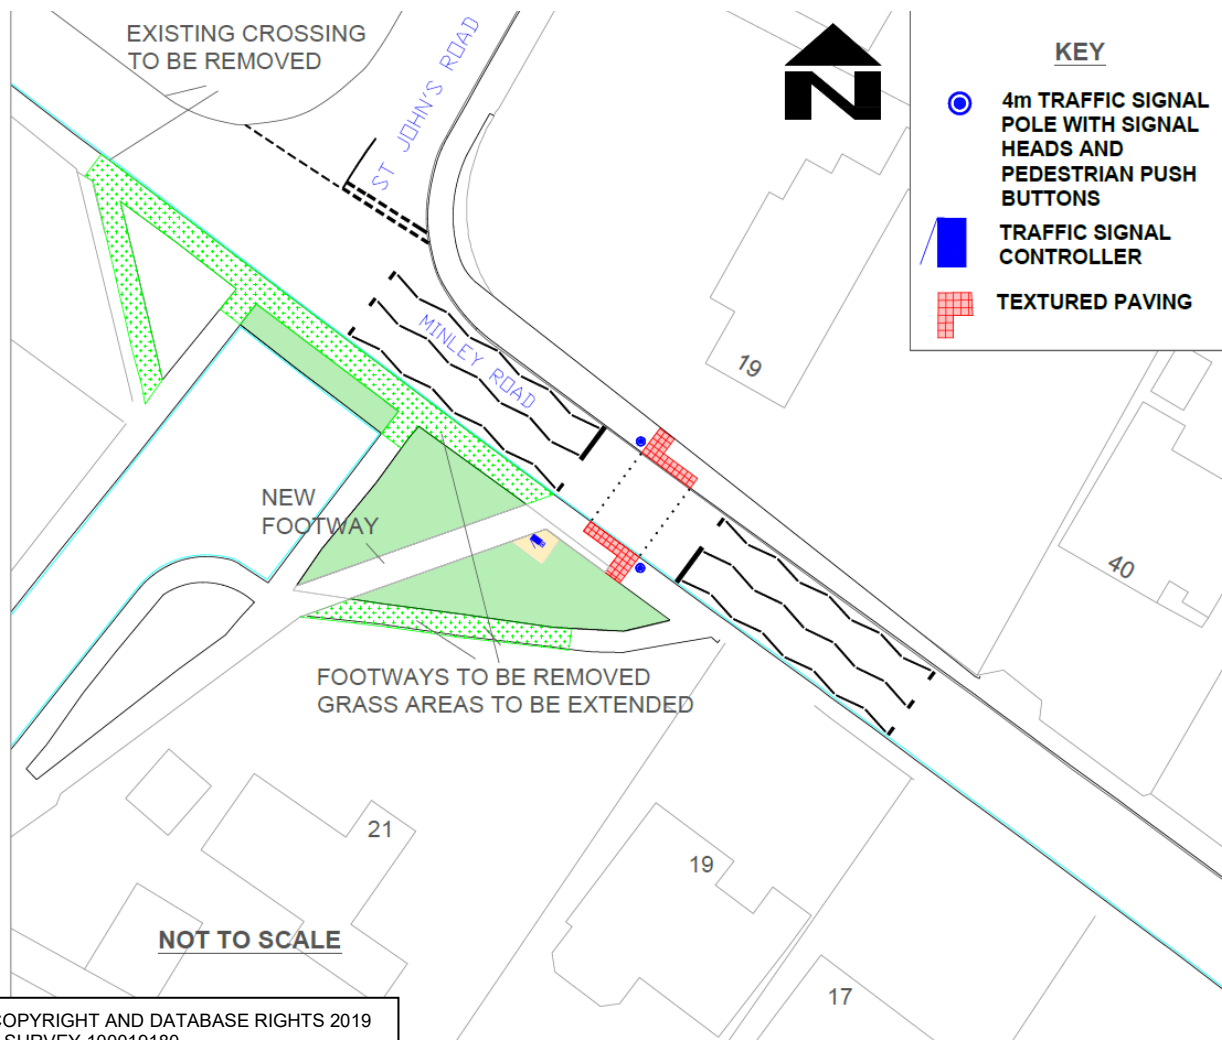 EXISTING CROSSING
TO BE REMOVED
ST JOHN'S ROAD
N
KEY
4m TRAFFIC SIGNAL
POLE WITH SIGNAL
HEADS AND
PEDESTRIAN PUSH
BUTTONS
TRAFFIC SIGNAL
CONTROLLER
TEXTURED PAVING
MINLEY ROAD
19
40
NEW
FOOTWAY
FOOTWAYS TO BE REMOVED
GRASS AREAS TO BE EXTENDED
21
19
17
NOT TO SCALE
COPYRIGHT AND DATABASE RIGHTS 2019
SURVEY 100019180